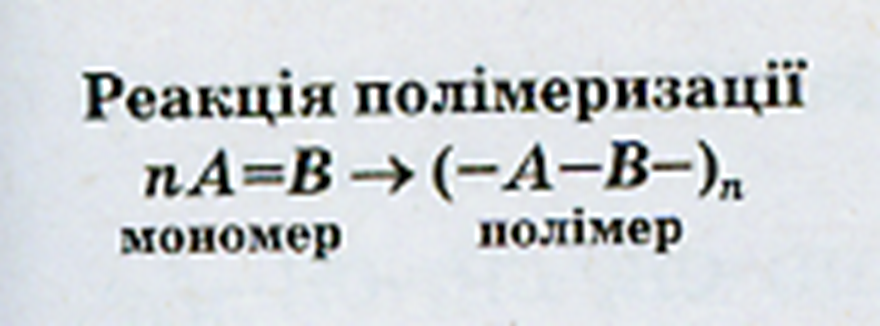 Реакція полімеризації
nA=B→(–A–B–)ₙ
мономер полімер